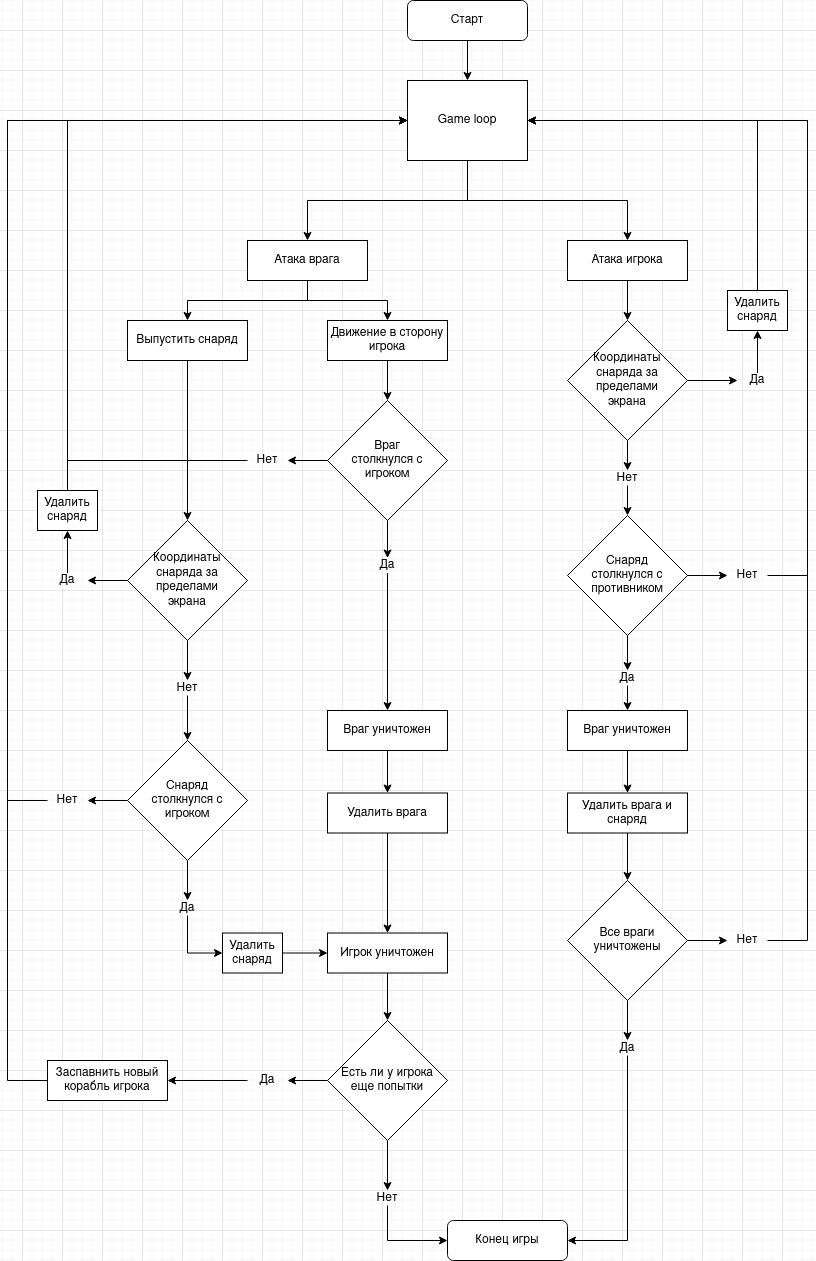 Старт
Game loop
Атака врага
Атака игрока
Удалить
снаряд
Выпустить снаряд
Движение в сторону
игрока
Координаты
снаряда за
пределами
экрана
Да
Нет
Враг
столкнулся с
игроком
Нет
Удалить
снаряд
Координаты
снаряда за
пределами
экрана
Да
Да
Снаряд
столкнулся с
противником
Нет
Нет
Да
Враг уничтожен
Враг уничтожен
Снаряд
столкнулся с
игроком
Нет
Удалить врага
Удалить врага и
снаряд
Да
Удалить
снаряд
Игрок уничтожен
Все враги
уничтожены
Нет
Да
Заспавнить новый
корабль игрока
Да
Есть ли у игрока
еще попытки
Нет
Конец игры